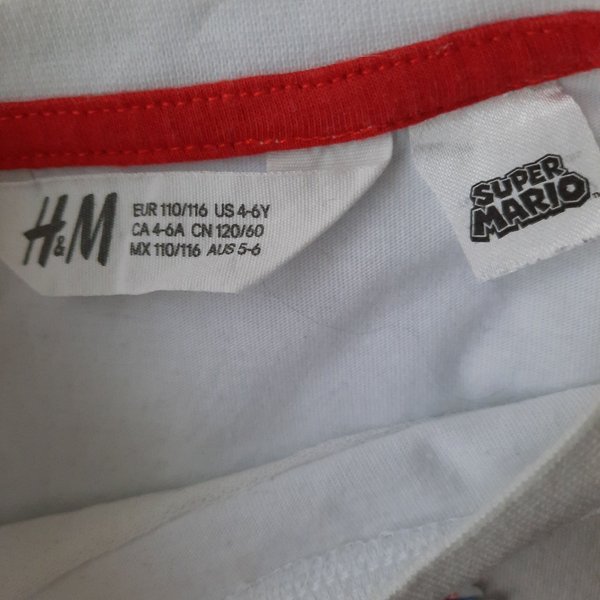 H&M
EUR 110/116 US 4-6Y
CA 4-6A CN 120/60
MX 110/116 AUS 5-6
SUPER
MARIO™